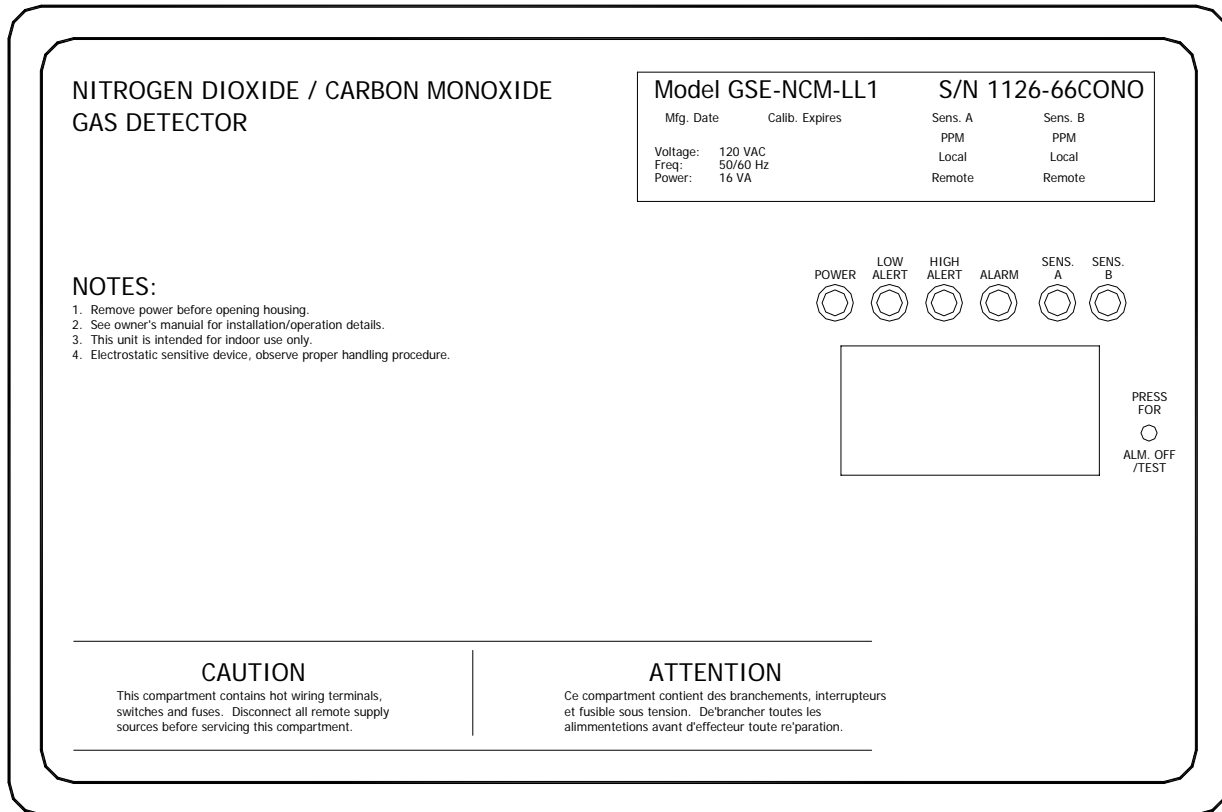 NITROGEN DIOXIDE / CARBON MONOXIDE
GAS DETECTOR
Model GSE-NCM-LL1 S/N 1126-66CONO
Mfg. Date Calib. Expires Sens. A Sens. B
PPM PPM
Voltage: 120 VAC Local Local
Freq: 50/60 Hz
Power: 16 VA Remote Remote
NOTES:
1. Remove power before opening housing.
2. See owner's manuial for installation/operation details.
3. This unit is intended for indoor use only.
4. Electrostatic sensitive device, observe proper handling procedure.
LOW HIGH SENS. SENS.
POWER ALERT ALERT ALARM A B
PRESS
FOR
ALM. OFF
/TEST
CAUTION
This compartment contains hot wiring terminals,
switches and fuses. Disconnect all remote supply
sources before servicing this compartment.
ATTENTION
Ce compartment contient des branchements, interrupteurs
et fusible sous tension. De'brancher toutes les
alimmentetions avant d'effecteur toute re'paration.